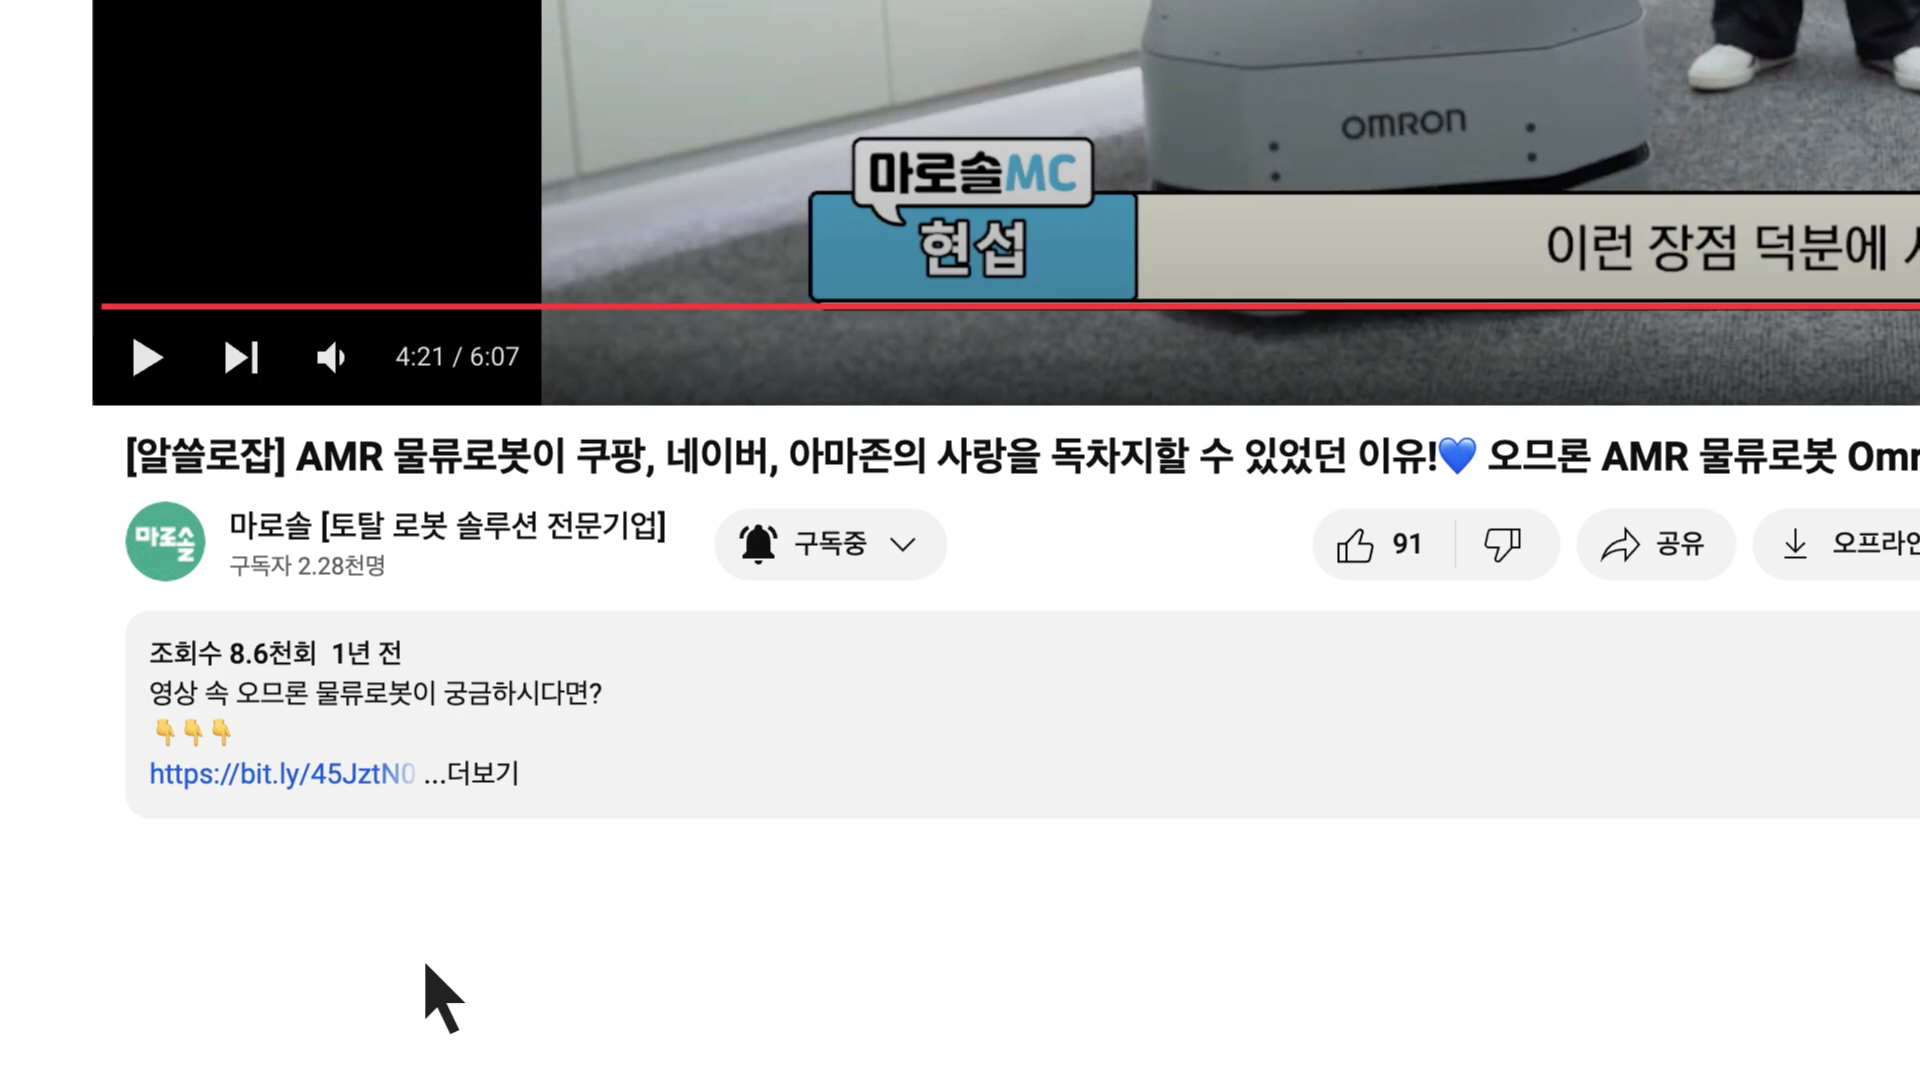 OMRON
마로솔MC
현섭
이런 장점 덕분에
4:21 / 6:07
[알쓸로잡] AMR 물류로봇이 쿠팡, 네이버, 아마존의 사랑을 독차지할 수 있었던 이유!💙 오므론 AMR 물류로봇
마로솔
마로솔 [토탈 로봇 솔루션 전문기업]
구독자 2.28천명
구독중
91
공유
조회수 8.6천회 1년 전
영상 속 오므론 물류로봇이 궁금하시다면?
👇👇👇
https://bit.ly/45JztN0 ...더보기